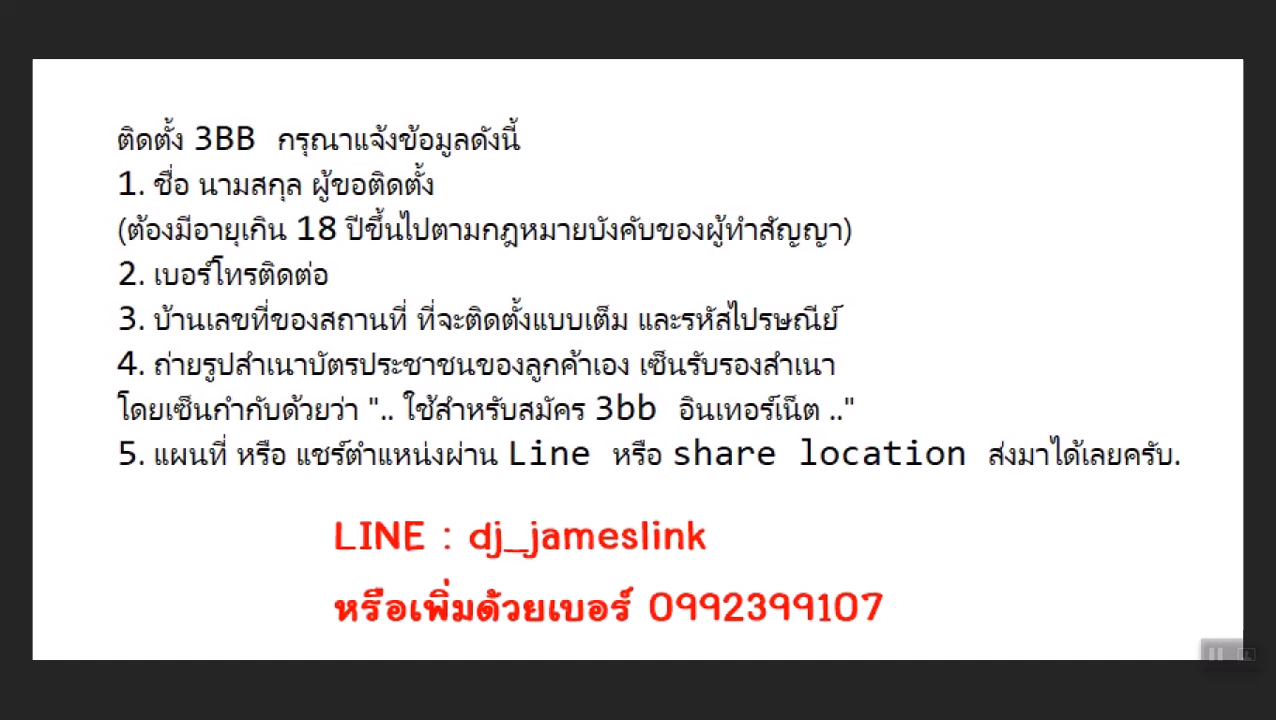 ติดตั้ง 3BB กรุณาแจ้งข้อมูลดังนี้
1. ชื่อ นามสกุล ผู้ขอติดตั้ง
(ต้องมีอายุเกิน 18 ปีขึ้นไปตามกฎหมายบังคับของผู้ทำสัญญา)
2. เบอร์โทรติดต่อ
3. บ้านเลขที่ของสถานที่ ที่จะติดตั้งแบบเต็ม และรหัสไปรษณีย์
4. ถ่ายรูปสำเนาบัตรประชาชนของลูกค้าเอง เซ็นรับรองสำเนา
โดยเซ็นกำกับด้วยว่า ".. ใช้สำหรับสมัคร 3bb อินเทอร์เน็ต .."
5. แผนที่ หรือ แชร์ตำแหน่งผ่าน Line หรือ share location ส่งมาได้เลยครับ.
LINE : dj_jameslink
หรือเพิ่มด้วยเบอร์ 0992399107